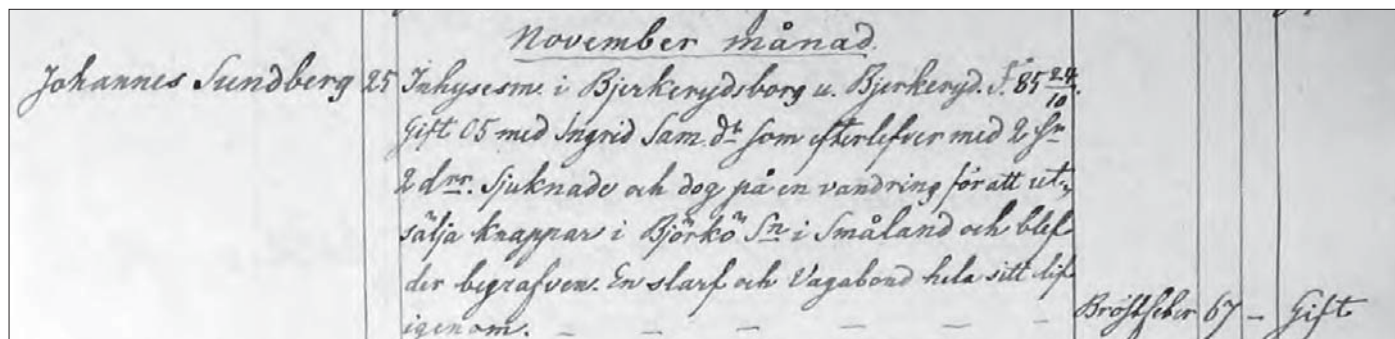 November månad.
Johannes Sundberg 25 Inhysesm. i Bjerkerydsborg u. Bjerkeryd. F. 85 24/10.
Gift 05 med Ingrid Sam.dr som efterlefver med 2 sr
2 drr. Sjuknade och dog på en vandring för att ut-
sälja knappar i Björkö Sn i Småland och blef
der begrafven. En slarf och Vagabond hela sitt lif
igenom. — — — — — — Bröstfeber 67 — Gift